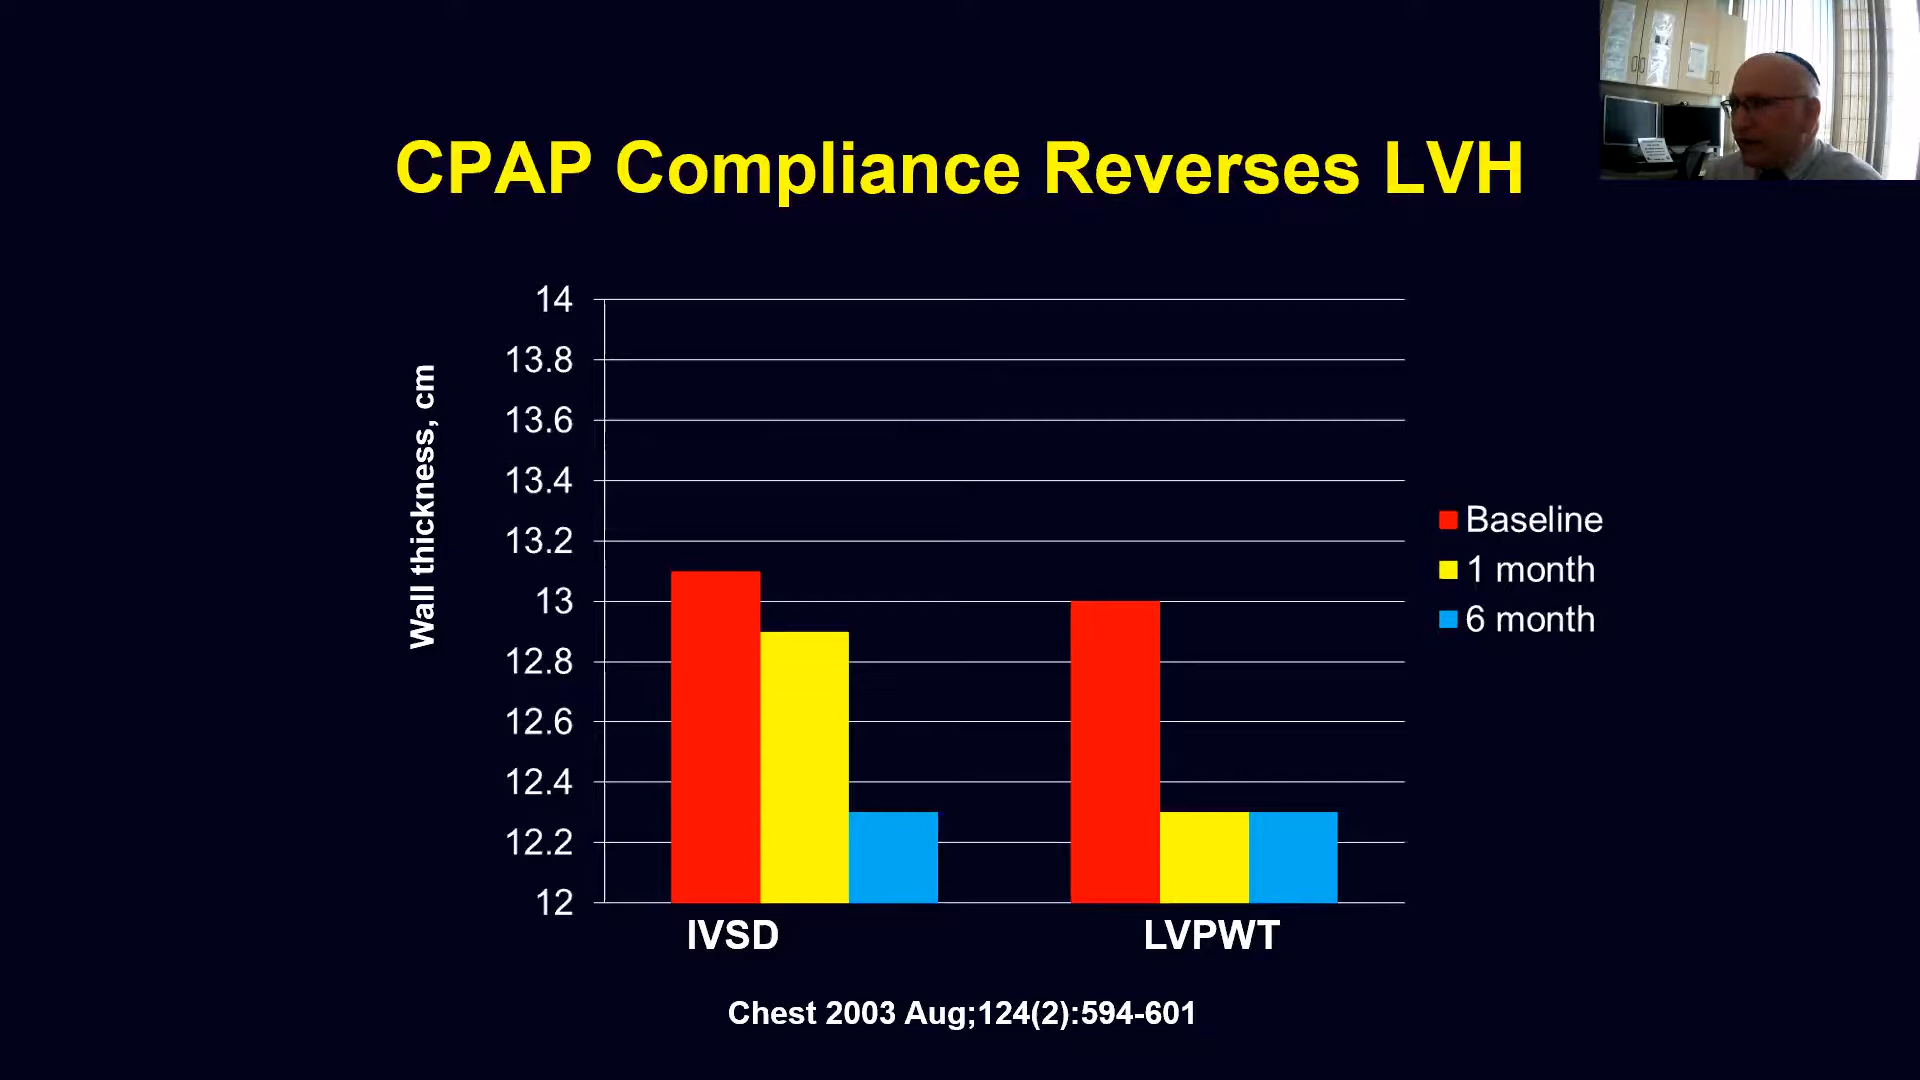 CPAP Compliance Reverses LVH
Wall thickness, cm
14
13.8
13.6
13.4
13.2
13
12.8
12.6
12.4
12.2
12
IVSD
LVPWT
Baseline
1 month
6 month
Chest 2003 Aug;124(2):594-601